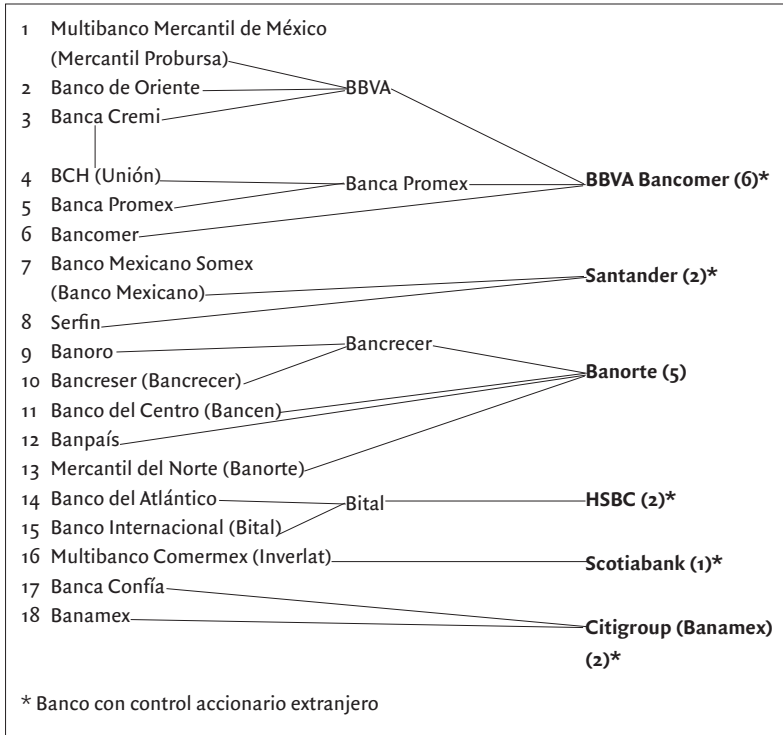 1 Multibanco Mercantil de México
(Mercantil Probursa)
2 Banco de Oriente BBVA
3 Banca Cremi
4 BCH (Unión)
Banca Promex BBVA Bancomer (6)*
5 Banca Promex
6 Bancomer
7 Banco Mexicano Somex
Santander (2)*
(Banco Mexicano)
8 Serfin
9 Banoro Bancrecer
10 Bancreser (Bancrecer) Banorte (5)
11 Banco del Centro (Bancen)
12 Banpaís
13 Mercantil del Norte (Banorte)
14 Banco del Atlántico Bital HSBC (2)*
15 Banco Internacional (Bital)
16 Multibanco Comermex (Inverlat) Scotiabank (1)*
17 Banca Confía
18 Banamex Citigroup (Banamex)
(2)*
* Banco con control accionario extranjero